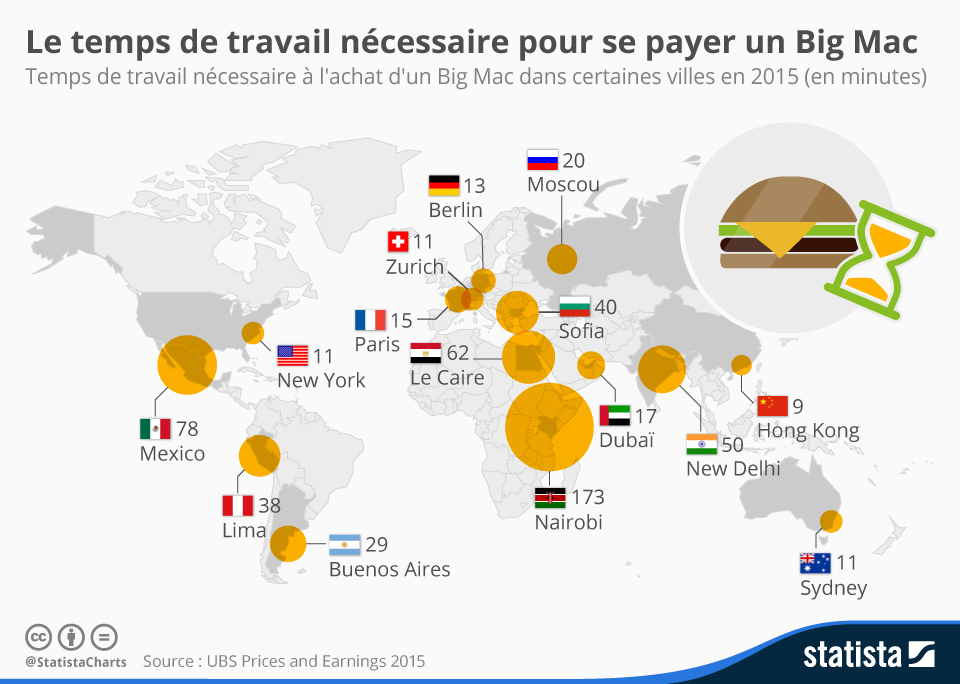 Le temps de travail nécessaire pour se payer un Big Mac
Temps de travail nécessaire à l'achat d'un Big Mac dans certaines villes en 2015 (en minutes)
20
Moscou
13
Berlin
11
Zurich
15
Paris
40
Sofia
62
Le Caire
11
New York
17
Dubaï
9
Hong Kong
78
Mexico
50
New Delhi
173
Nairobi
38
Lima
29
Buenos Aires
11
Sydney
cc
@StatistaCharts Source : UBS Prices and Earnings 2015
statista